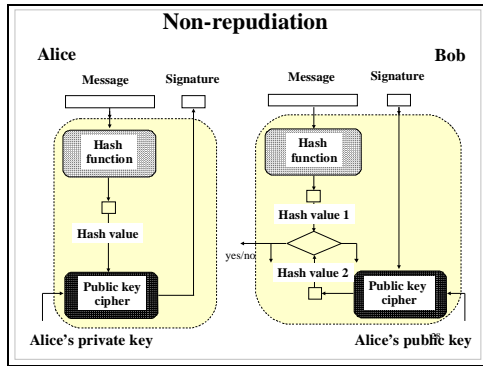 Non-repudiation
Alice
Bob
Message
Signature
Message
Signature
Hash
function
Hash
function
Hash value
Hash value 1
yes/no
Hash value 2
Public key
cipher
Public key
cipher
Alice's private key
Alice's public key